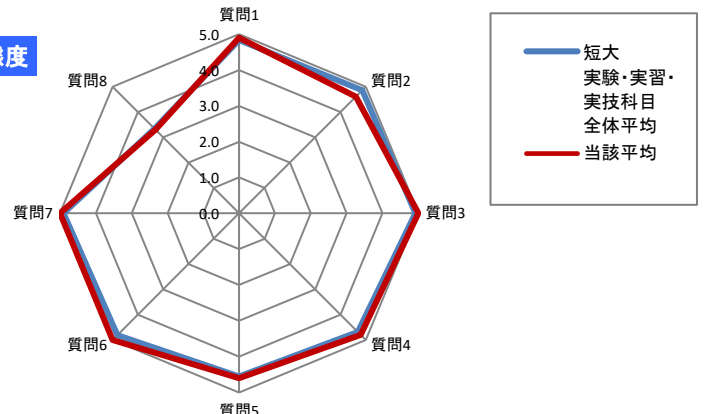 態度
質問1
質問2
質問3
質問4
質問5
質問6
質問7
質問8
5.0
4.0
3.0
2.0
1.0
0.0
短大
実験・実習・
実技科目
全体平均
当該平均